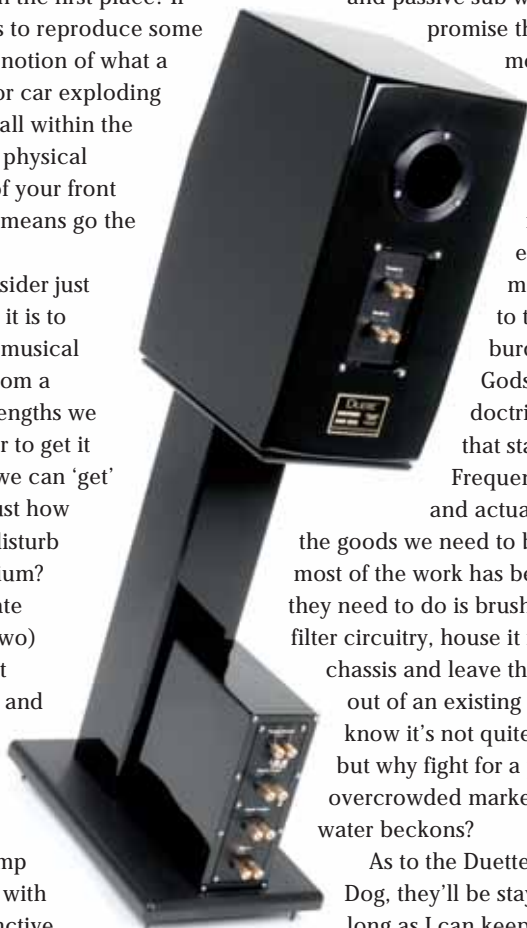 n the first place? If
s to reproduce some
notion of what a
or car exploding
all within the
physical
of your front
means go the
sider just
it is to
musical
om a
engths we
r to get it
we can ‘get’
ust how
disturb
ium?
ate
wo)
t
and
mp
with
nctive
and passive sub w
promise th
m
e
m
to t
burd
Gods
doctri
that sta
Frequen
and actua
the goods we need to b
most of the work has be
they need to do is brush
filter circuitry, house it
chassis and leave th
out of an existing
know it’s not quite
but why fight for a
overcrowded marke
water beckons?
As to the Duette
Dog, they’ll be stay
long as I can keep
Duette